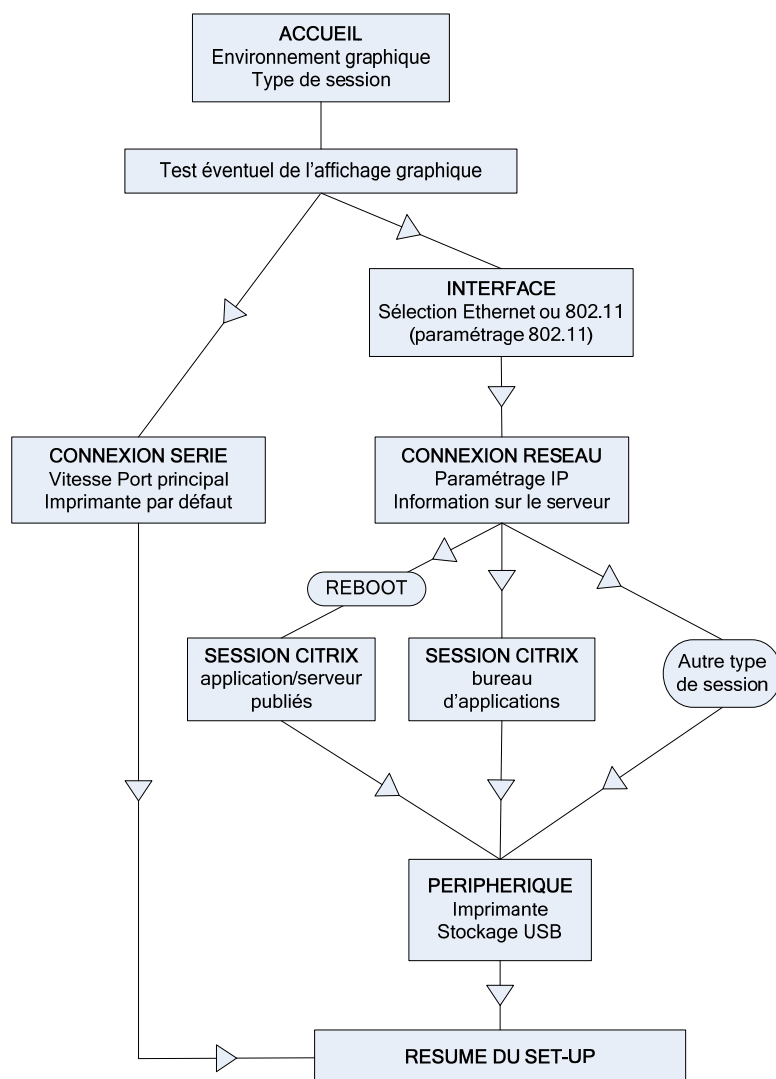 ACCUEIL
Environnement graphique
Type de session
Test éventuel de l'affichage graphique
INTERFACE
Sélection Ethernet ou 802.11
(paramétrage 802.11)
CONNEXION SERIE
Vitesse Port principal
Imprimante par défaut
CONNEXION RESEAU
Paramétrage IP
Information sur le serveur
REBOOT
SESSION CITRIX
application/serveur
publiés
SESSION CITRIX
bureau
d'applications
Autre type
de session
PERIPHERIQUE
Imprimante
Stockage USB
RESUME DU SET-UP